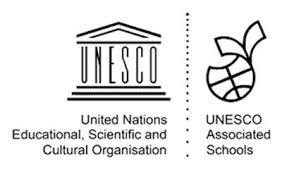 UNESCO
United Nations
Educational, Scientific and
Cultural Organisation
UNESCO
Associated
Schools